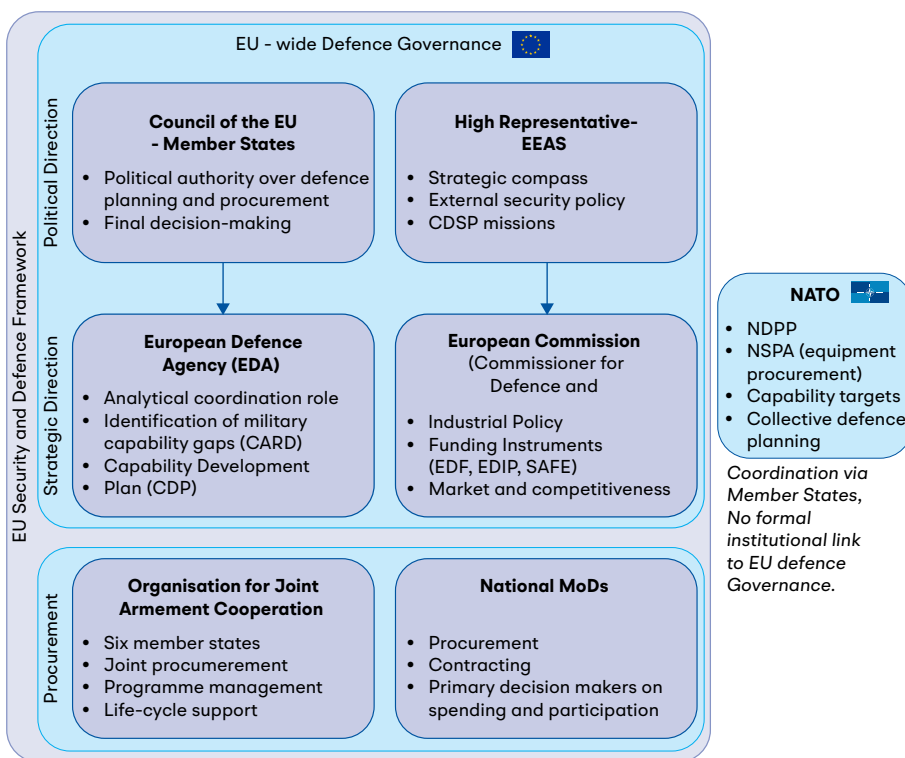 EU - wide Defence Governance
EU Security and Defence Framework
Political Direction
Council of the EU
- Member States
• Political authority over defence
planning and procurement
• Final decision-making
High Representative-
EEAS
• Strategic compass
• External security policy
• CDSP missions
Strategic Direction
European Defence
Agency (EDA)
• Analytical coordination role
• Identification of military
capability gaps (CARD)
• Capability Development
• Plan (CDP)
European Commission
(Commissioner for
Defence and
• Industrial Policy
• Funding Instruments
(EDF, EDIP, SAFE)
• Market and competitiveness
NATO
• NDPP
• NSPA (equipment
procurement)
• Capability targets
• Collective defence
planning
Coordination via
Member States,
No formal
institutional link
to EU defence
Governance.
Procurement
Organisation for Joint
Armement Cooperation
• Six member states
• Joint procumerement
• Programme management
• Life-cycle support
National MoDs
• Procurement
• Contracting
• Primary decision makers on
spending and participation